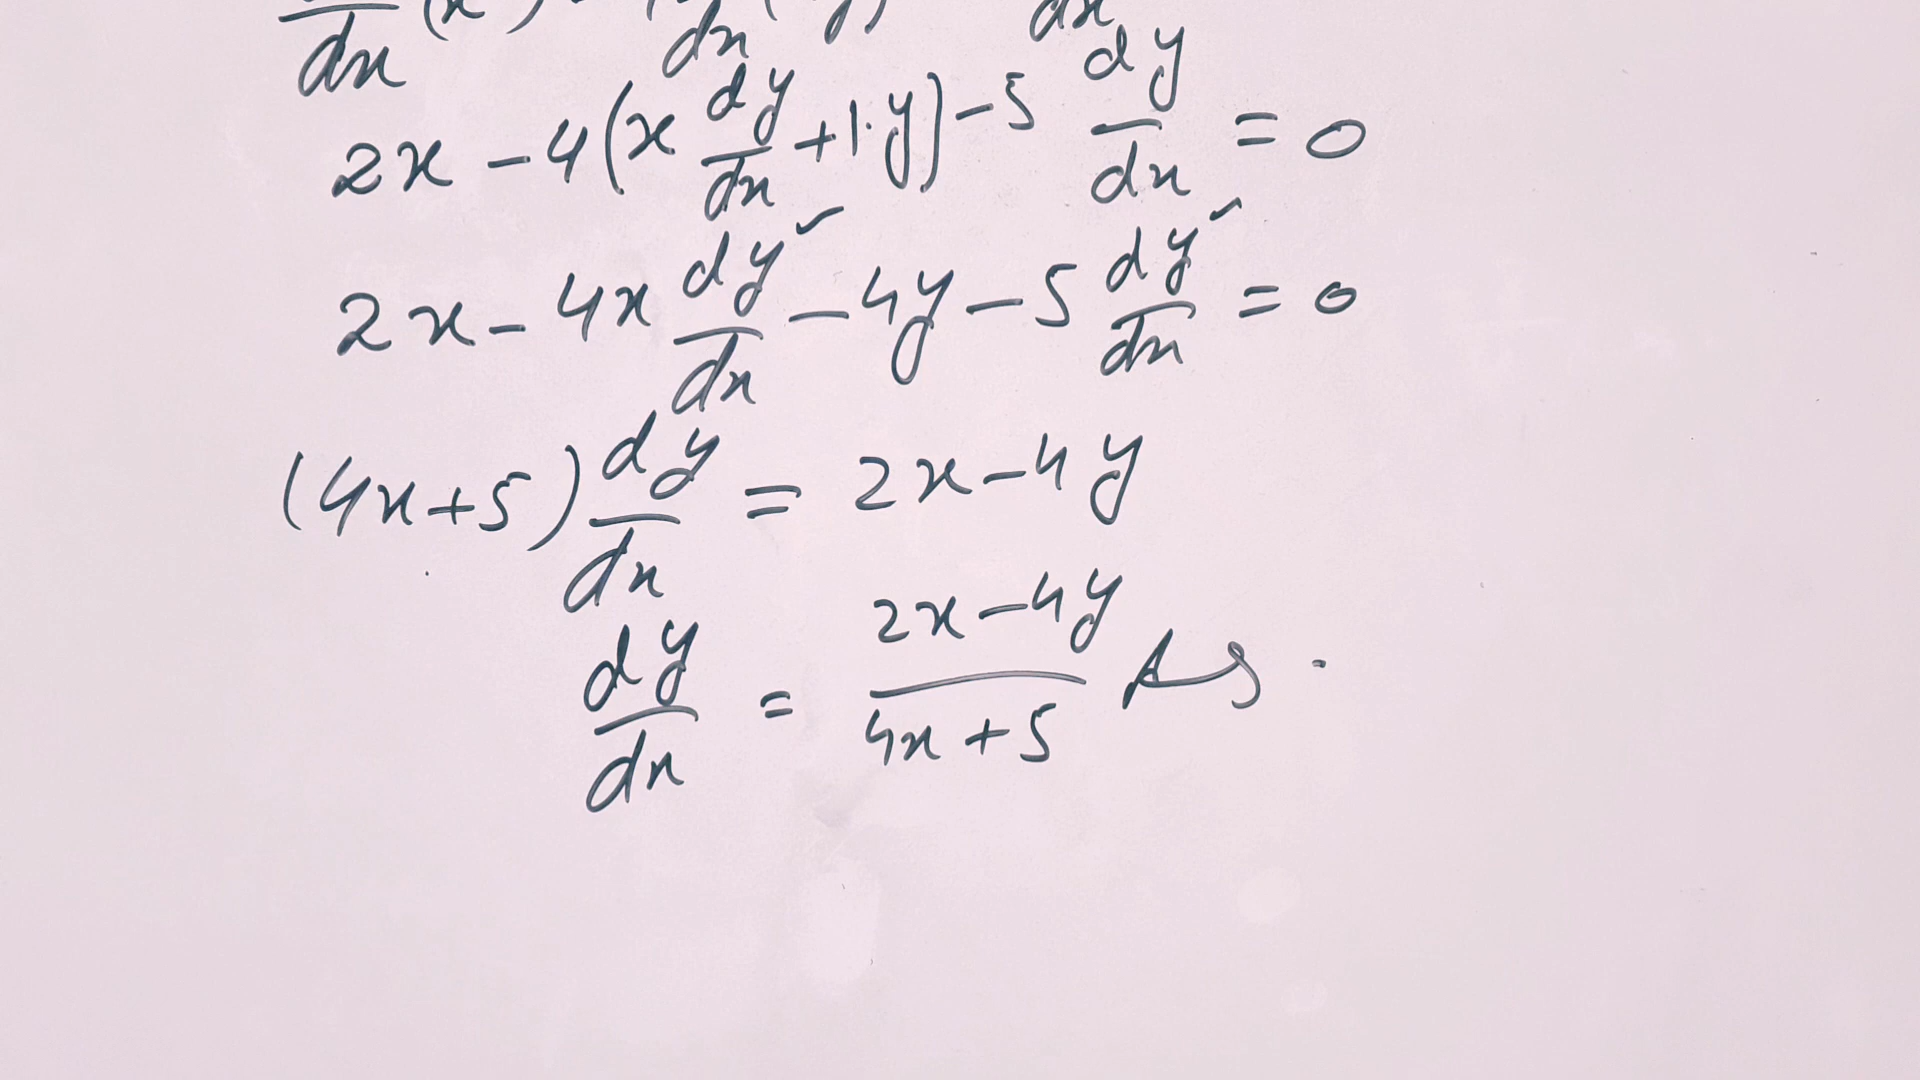 2x - 4(x dy/dx + 1·y) - 5 dy/dx = 0
2x - 4x dy/dx - 4y - 5 dy/dx = 0
(4x+5) dy/dx = 2x - 4y
dy/dx = (2x - 4y)/(4x + 5) Ans.